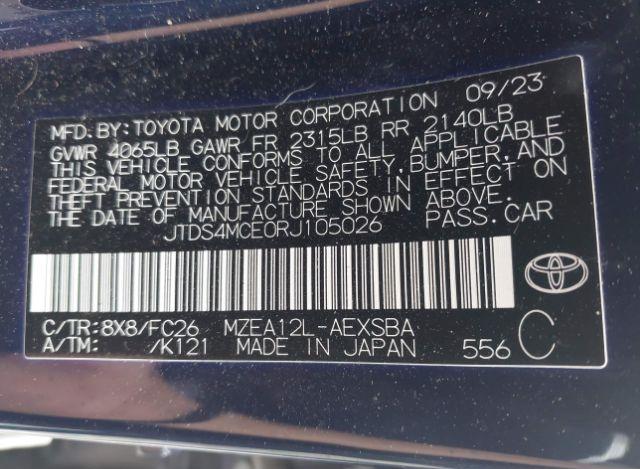 09/23
MFD. BY: TOYOTA MOTOR CORPORATION
GVWR 4065LB GAWR FR 2315LB RR 2140LB
THIS VEHICLE CONFORMS TO ALL APPLICABLE
FEDERAL MOTOR VEHICLE SAFETY, BUMPER, AND
THEFT PREVENTION STANDARDS IN EFFECT ON
THE DATE OF MANUFACTURE SHOWN ABOVE.
JTDS4MCE0RJ105026 PASS. CAR
C/TR: 8X8/FC26 MZEA12L-AEXSBA
A/TM: /K121 MADE IN JAPAN 556 C